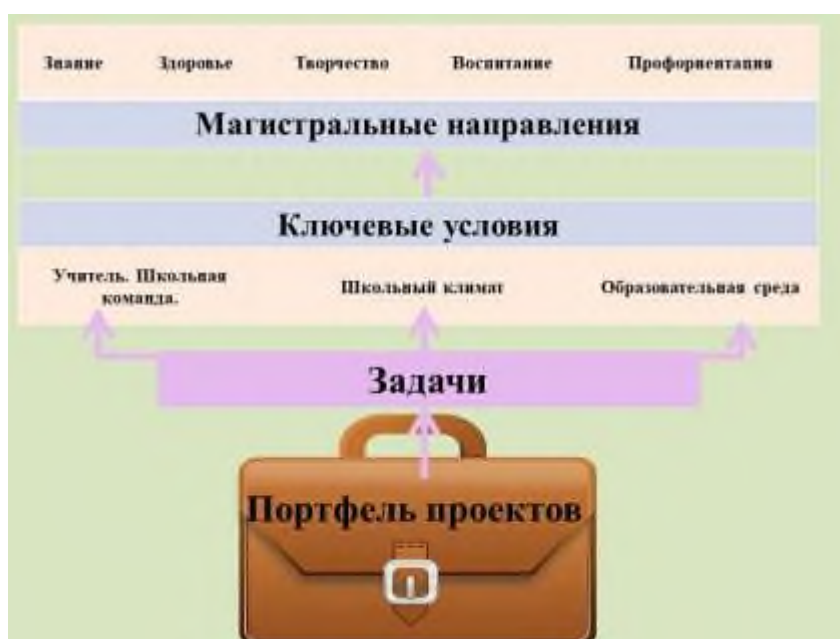 Знание Здоровье Творчество Воспитание Профориентация
Магистральные направления
Ключевые условия
Учитель. Школьная
команда.
Школьный климат
Образовательная среда
Задачи
Портфель проектов